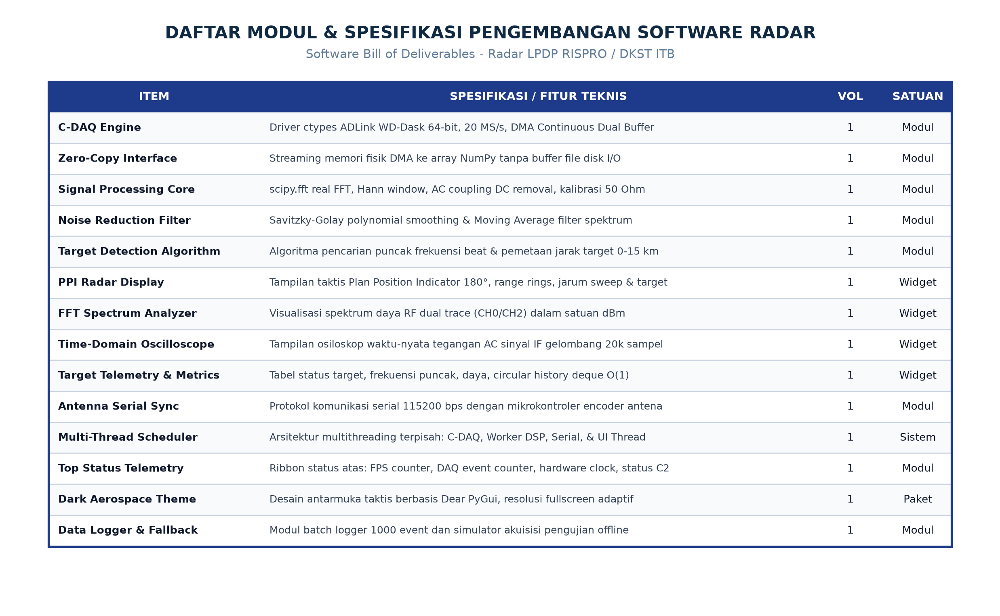 DAFTAR MODUL & SPESIFIKASI PENGEMBANGAN SOFTWARE RADAR
Software Bill of Deliverables - Radar LPDP RISPRO / DKST ITB
ITEM SPESIFIKASI / FITUR TEKNIS VOL SATUAN
C-DAQ Engine Driver ctypes ADLink WD-Dask 64-bit, 20 MS/s, DMA Continuous Dual Buffer 1 Modul
Zero-Copy Interface Streaming memori fisik DMA ke array NumPy tanpa buffer file disk I/O 1 Modul
Signal Processing Core scipy.fft real FFT, Hann window, AC coupling DC removal, kalibrasi 50 Ohm 1 Modul
Noise Reduction Filter Savitzky-Golay polynomial smoothing & Moving Average filter spektrum 1 Modul
Target Detection Algorithm Algoritma pencarian puncak frekuensi beat & pemetaan jarak target 0-15 km 1 Modul
PPI Radar Display Tampilan taktis Plan Position Indicator 180°, range rings, jarum sweep & target 1 Widget
FFT Spectrum Analyzer Visualisasi spektrum daya RF dual trace (CH0/CH2) dalam satuan dBm 1 Widget
Time-Domain Oscilloscope Tampilan osiloskop waktu-nyata tegangan AC sinyal IF gelombang 20k sampel 1 Widget
Target Telemetry & Metrics Tabel status target, frekuensi puncak, daya, circular history deque O(1) 1 Widget
Antenna Serial Sync Protokol komunikasi serial 115200 bps dengan mikrokontroler encoder antena 1 Modul
Multi-Thread Scheduler Arsitektur multithreading terpisah: C-DAQ, Worker DSP, Serial, & UI Thread 1 Sistem
Top Status Telemetry Ribbon status atas: FPS counter, DAQ event counter, hardware clock, status C2 1 Modul
Dark Aerospace Theme Desain antarmuka taktis berbasis Dear PyGui, resolusi fullscreen adaptif 1 Paket
Data Logger & Fallback Modul batch logger 1000 event dan simulator akuisisi pengujian offline 1 Modul